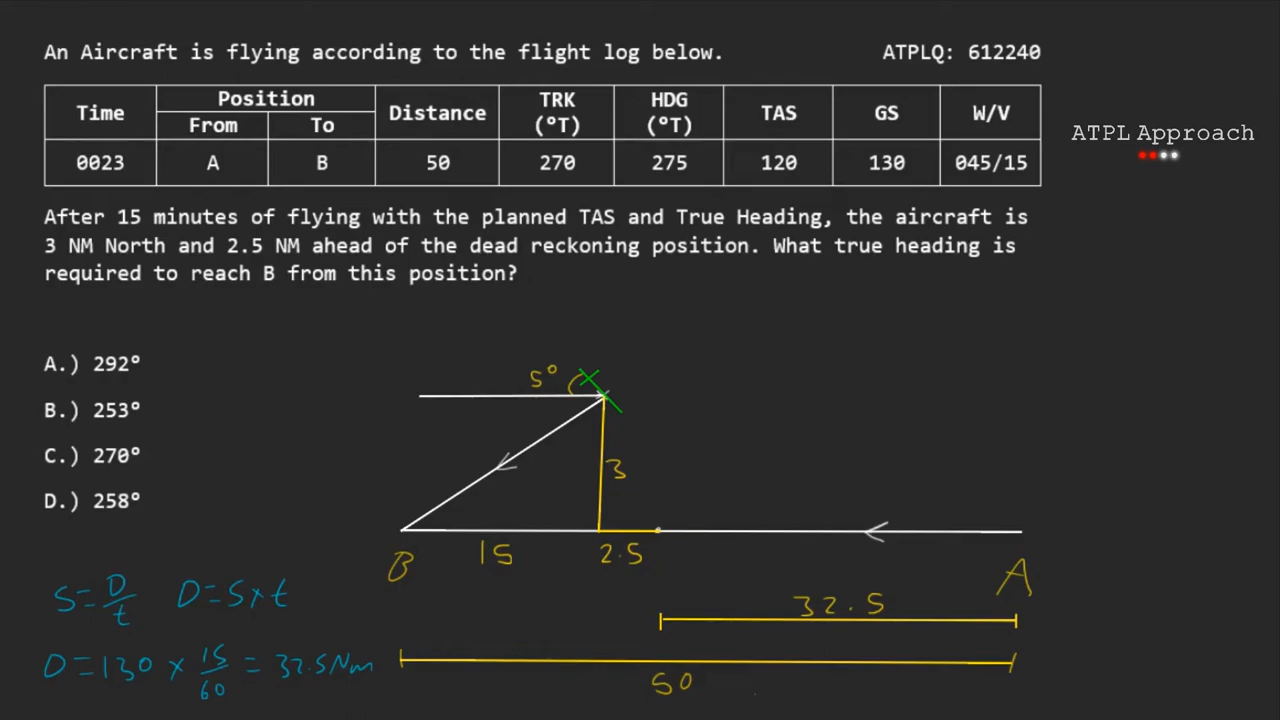 An Aircraft is flying according to the flight log below. ATPLQ: 612240
Time Position Distance TRK (°T) HDG (°T) TAS GS W/V
From To
0023 A B 50 270 275 120 130 045/15
ATPL Approach
After 15 minutes of flying with the planned TAS and True Heading, the aircraft is
3 NM North and 2.5 NM ahead of the dead reckoning position. What true heading is
required to reach B from this position?
A.) 292°
B.) 253°
C.) 270°
D.) 258°
5°
3
15 2.5
B A
S=D/t D=S×t
32.5
D=130 × 15/60 = 32.5Nm
50